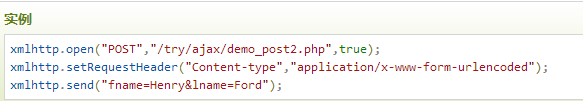 实例
xmlhttp.open("POST","/try/ajax/demo_post2.php",true);
xmlhttp.setRequestHeader("Content-type","application/x-www-form-urlencoded");
xmlhttp.send("fname=Henry&lname=Ford");